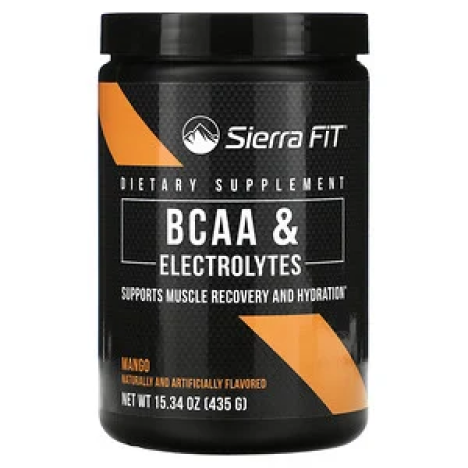 Sierra FiT
DIETARY SUPPLEMENT
BCAA &
ELECTROLYTES
SUPPORTS MUSCLE RECOVERY AND HYDRATION*
MANGO
NATURALLY AND ARTIFICIALLY FLAVORED
NET WT 15.34 OZ (435 G)